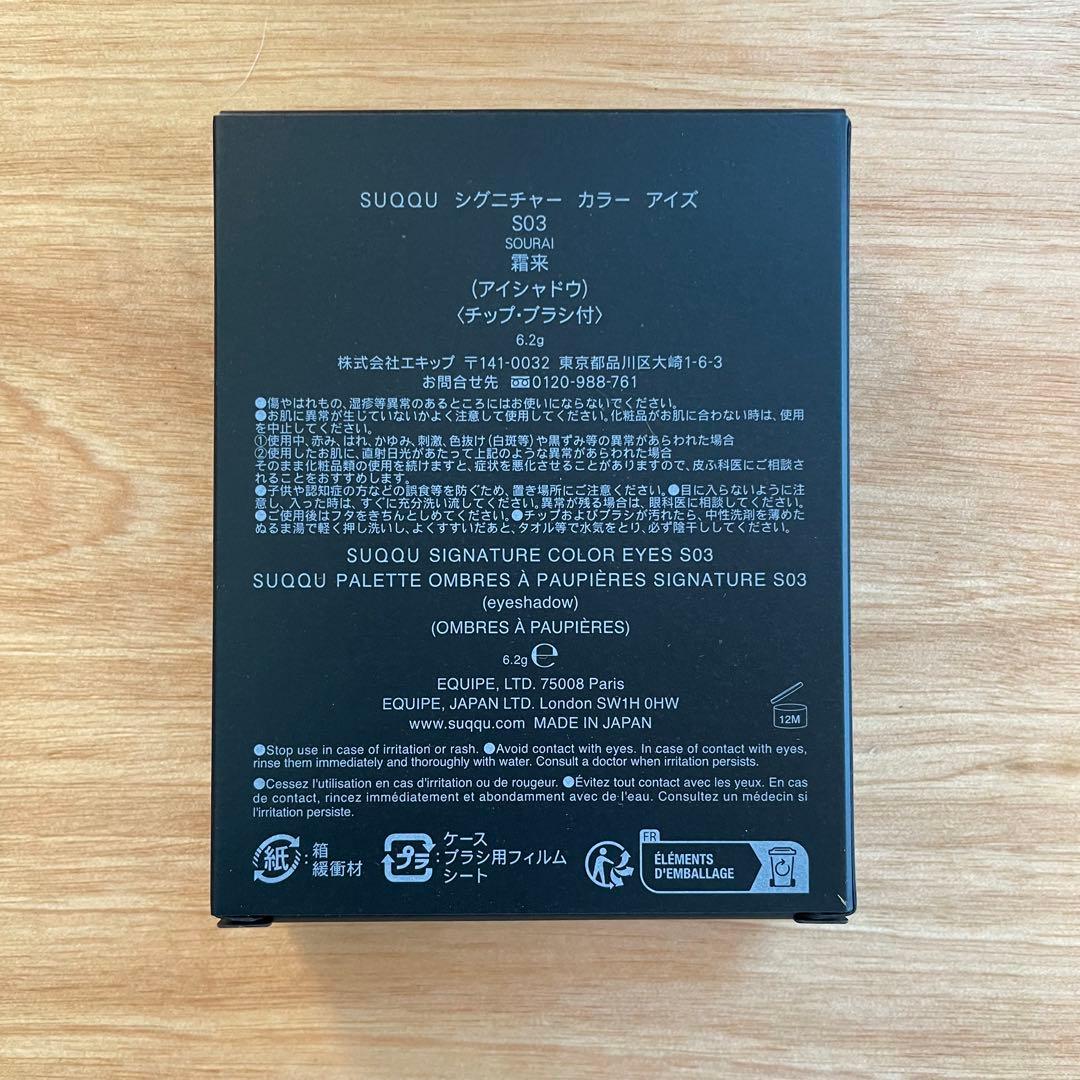 SUQQU シグニチャー カラー アイズ
S03
SOURAI
霜来
(アイシャドウ)
〈チップ・ブラシ付〉
6.2g
株式会社エキップ 〒141-0032 東京都品川区大崎1-6-3
お問合せ先 0120-988-761
●傷やはれもの、湿疹等異常のあるところにはお使いにならないでください。
●お肌に異常が生じていないかよく注意して使用してください。化粧品がお肌に合わない時は、使用
を中止してください。
①使用中、赤み、はれ、かゆみ、刺激、色抜け(白斑等)や黒ずみ等の異常があらわれた場合
②使用したお肌に、直射日光があたって上記のような異常があらわれた場合
そのまま化粧品類の使用を続けますと、症状を悪化させることがありますので、皮ふ科医にご相談さ
れることをおすすめします。
●子供や認知症の方などの誤食等を防ぐため、置き場所にご注意ください。●目に入らないように注
意し、入った時は、すぐに充分洗い流してください。異常が残る場合は、眼科医に相談してください。
●ご使用後はフタをきちんとしめてください。●チップおよびブラシが汚れたら、中性洗剤を薄めた
ぬるま湯で軽く押し洗いし、よくすすいだあと、タオル等で水気をとり、必ず陰干ししてください。
SUQQU SIGNATURE COLOR EYES S03
SUQQU PALETTE OMBRES À PAUPIÈRES SIGNATURE S03
(eyeshadow)
(OMBRES À PAUPIÈRES)
6.2g ℮
EQUIPE, LTD. 75008 Paris
EQUIPE, JAPAN LTD. London SW1H 0HW
www.suqqu.com MADE IN JAPAN
12M
●Stop use in case of irritation or rash. ●Avoid contact with eyes. In case of contact with eyes,
rinse them immediately and thoroughly with water. Consult a doctor when irritation persists.
●Cessez l'utilisation en cas d'irritation ou de rougeur. ●Évitez tout contact avec les yeux. En cas
de contact, rincez immédiatement et abondamment avec de l'eau. Consultez un médecin si
l'irritation persiste.
紙:箱
緩衝材
プラ:ケース
ブラシ用フィルム
シート
FR
ÉLÉMENTS
D'EMBALLAGE